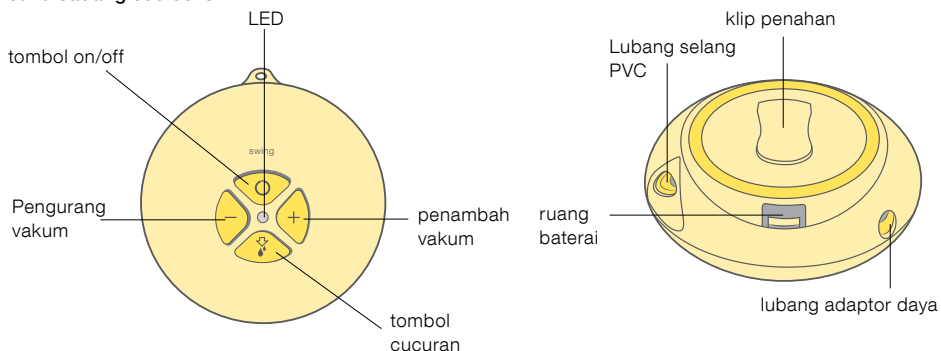 LED
tombol on/off
swing
Pengurang
vakum
penambah
vakum
tombol
cucuran
klip penahan
Lubang selang
PVC
ruang
baterai
lubang adaptor daya